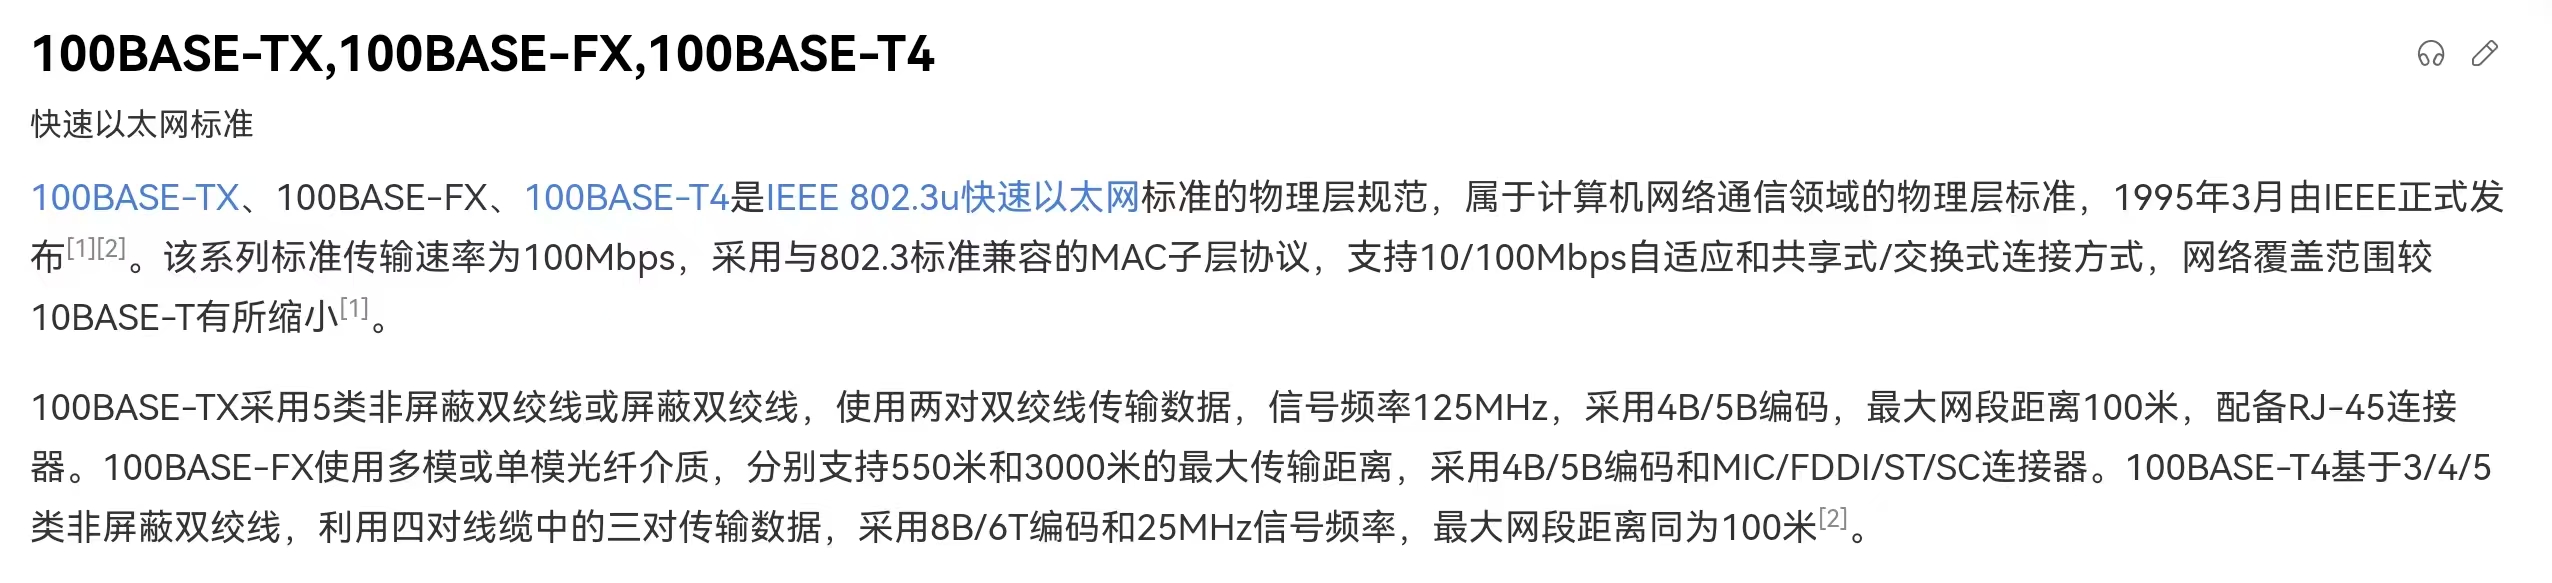 100BASE-TX,100BASE-FX,100BASE-T4
快速以太网标准
100BASE-TX、100BASE-FX、100BASE-T4是IEEE 802.3u快速以太网标准的物理层规范，属于计算机网络通信领域的物理层标准，1995年3月由IEEE正式发
布[1][2]。该系列标准传输速率为100Mbps，采用与802.3标准兼容的MAC子层协议，支持10/100Mbps自适应和共享式/交换式连接方式，网络覆盖范围较
10BASE-T有所缩小[1]。
100BASE-TX采用5类非屏蔽双绞线或屏蔽双绞线，使用两对双绞线传输数据，信号频率125MHz，采用4B/5B编码，最大网段距离100米，配备RJ-45连接
器。100BASE-FX使用多模或单模光纤介质，分别支持550米和3000米的最大传输距离，采用4B/5B编码和MIC/FDDI/ST/SC连接器。100BASE-T4基于3/4/5
类非屏蔽双绞线，利用四对线缆中的三对传输数据，采用8B/6T编码和25MHz信号频率，最大网段距离同为100米[2]。